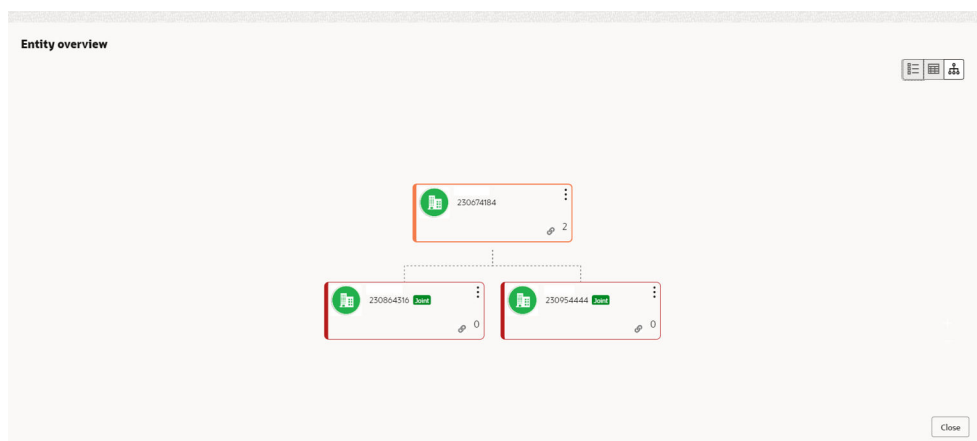 Entity overview
230674184
2
230864316 Joint
0
230954444 Joint
0
Close